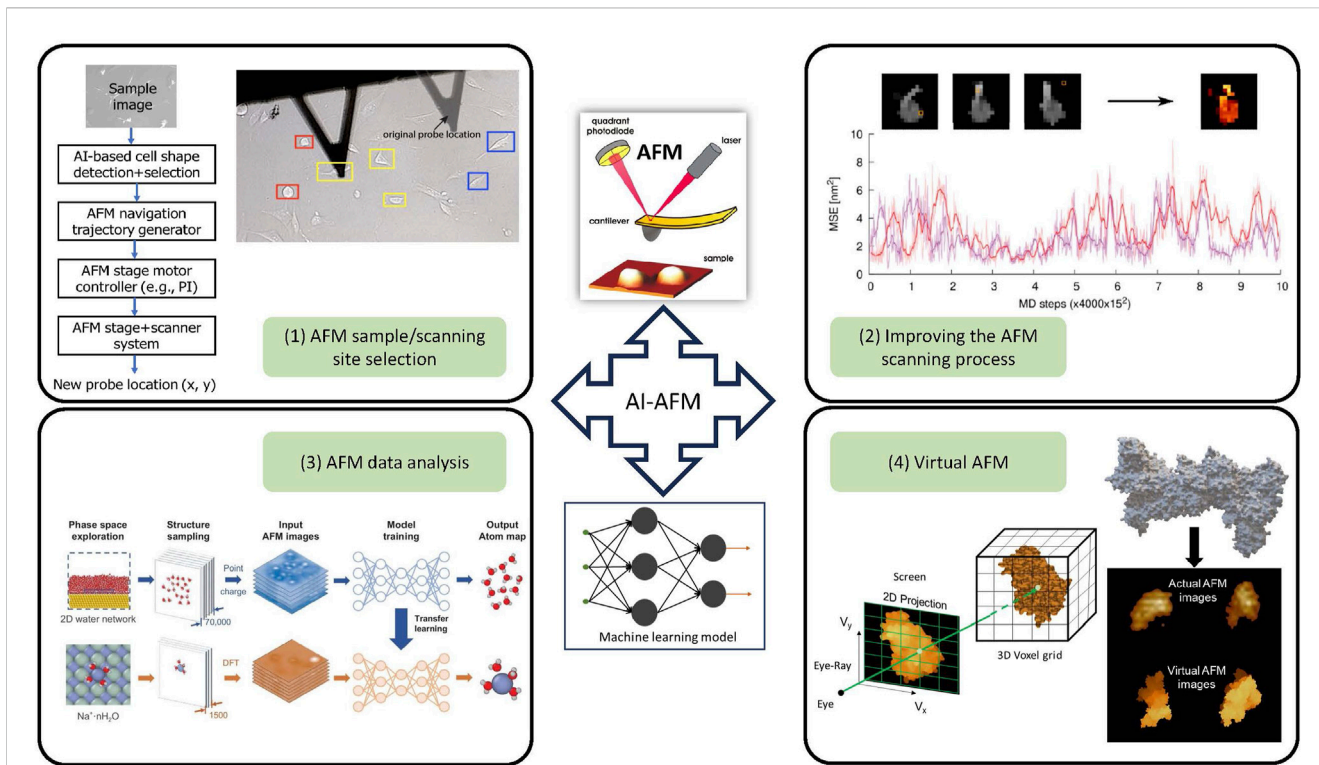 Sample
image
AI-based cell shape
detection+selection
AFM navigation
trajectory generator
AFM stage motor
controller (e.g., PI)
AFM stage+scanner
system
New probe location (x, y)
original probe location
(1) AFM sample/scanning
site selection
quadrant
photodiode
AFM
laser
cantilever
sample
AI-AFM
Machine learning model
MSE [nm²]
10
8
6
4
2
0
0 1 2 3 4 5 6 7 8 9 10
MD steps (x4000x15²)
(2) Improving the AFM
scanning process
(3) AFM data analysis
Phase space
exploration
Structure
sampling
Input
AFM images
Model
training
Output
Atom map
Point
charge
70,000
2D water network
Transfer
learning
DFT
1500
Na⁺·nH₂O
(4) Virtual AFM
Screen
2D Projection
Vy
Eye-Ray
Eye
Vx
3D Voxel grid
Actual AFM
images
Virtual AFM
images